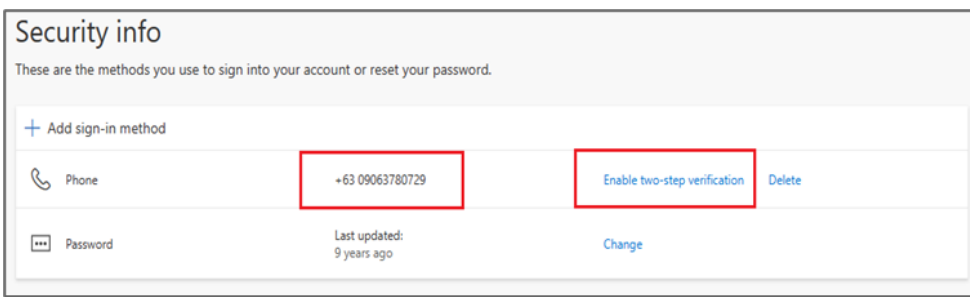 Security info
These are the methods you use to sign into your account or reset your password.
+ Add sign-in method
Phone +63 09063780729 Enable two-step verification Delete
Password Last updated: Change
9 years ago